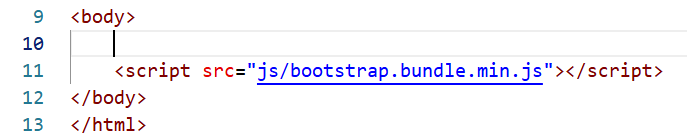 9 <body>
10
11 <script src="js/bootstrap.bundle.min.js"></script>
12 </body>
13 </html>